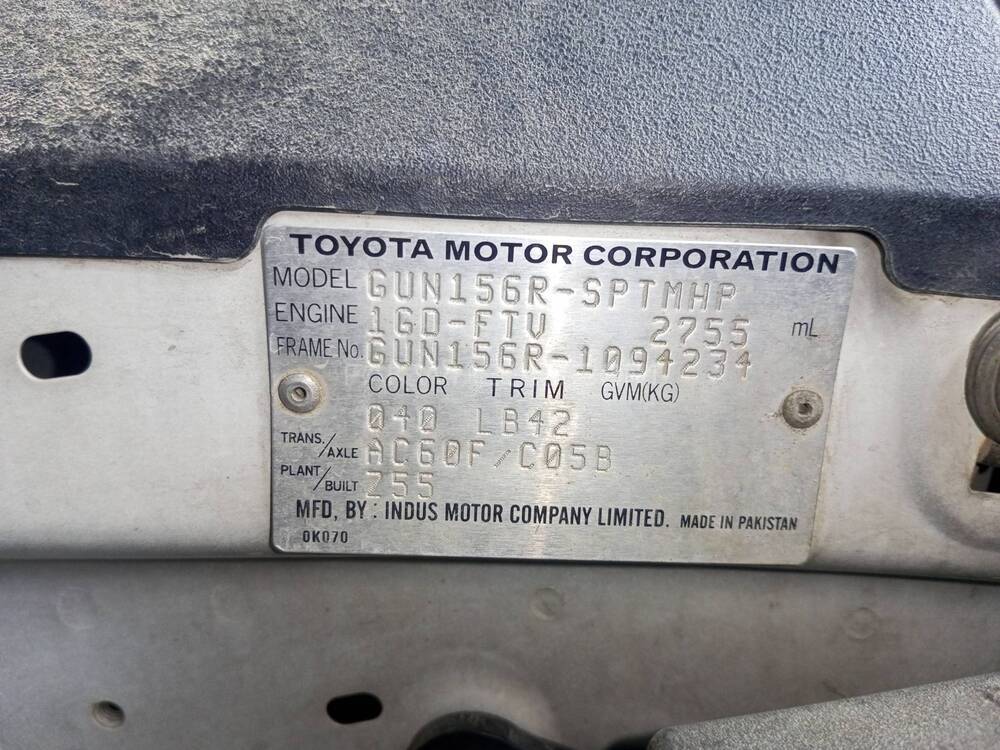 TOYOTA MOTOR CORPORATION
MODEL GUN156R-SPTMHP
ENGINE 1GD-FTV 2755 mL
FRAME No. GUN156R-1094234
COLOR TRIM GVM(KG)
040 LB42
TRANS./AXLE AC60F/C05B
PLANT/BUILT Z55
MFD, BY : INDUS MOTOR COMPANY LIMITED. MADE IN PAKISTAN
0K070